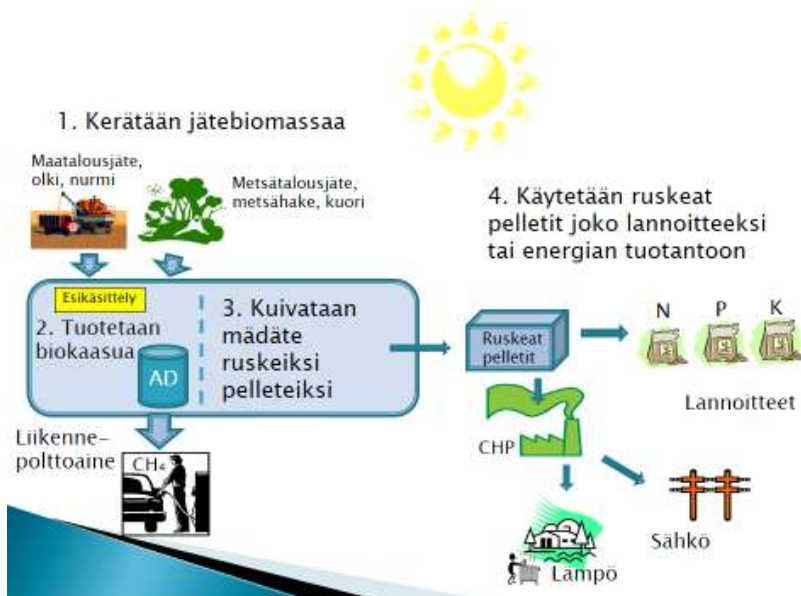 1. Kerätään jätebiomassaa
Maatalousjäte,
olki, nurmi
Metsätalousjäte,
metsähake, kuori
Esikäsittely
2. Tuotetaan
biokaasua
AD
3. Kuivataan
mädäte
ruskeiksi
pelleteiksi
Liikenne-
polttoaine
CH₄
4. Käytetään ruskeat
pelletit joko lannoitteeksi
tai energian tuotantoon
Ruskeat
pelletit
N P K
Lannoitteet
CHP
Sähkö
Lämpö